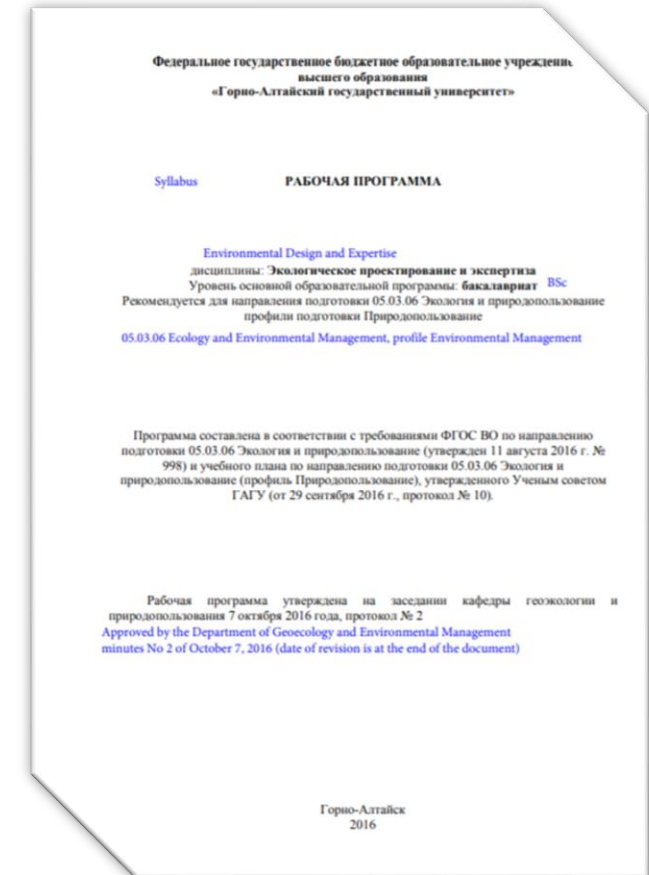 Федеральное государственное бюджетное образовательное учреждени
высшего образования
«Горно-Алтайский государственный университет»
Syllabus РАБОЧАЯ ПРОГРАММА
Environmental Design and Expertise
дисциплины: Экологическое проектирование и экспертиза
Уровень основной образовательной программы: бакалавриат BSc
Рекомендуется для направления подготовки 05.03.06 Экология и природопользование
профили подготовки Природопользование
05.03.06 Ecology and Environmental Management, profile Environmental Management
Программа составлена в соответствии с требованиями ФГОС ВО по направлению
подготовки 05.03.06 Экология и природопользование (утвержден 11 августа 2016 г. №
998) и учебного плана по направлению подготовки 05.03.06 Экология и
природопользование (профиль Природопользование), утвержденного Ученым советом
ГАГУ (от 29 сентября 2016 г., протокол № 10).
Рабочая программа утверждена на заседании кафедры геоэкологии и
природопользования 7 октября 2016 года, протокол № 2
Approved by the Department of Geoecology and Environmental Management
minutes No 2 of October 7, 2016 (date of revision is at the end of the document)
Горно-Алтайск
2016